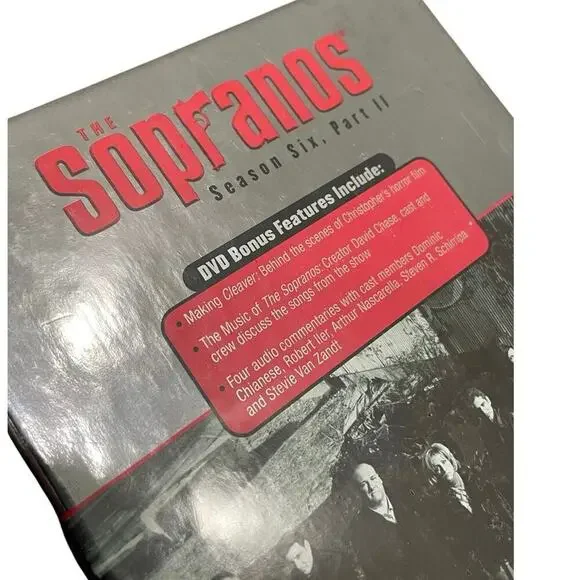 THE
Sopranos
Season Six, Part II
DVD Bonus Features Include:
• Making Cleaver: Behind the scenes of Christopher's horror film
• The Music of The Sopranos: Creator David Chase, cast and
crew discuss the songs from the show
• Four audio commentaries with cast members Dominic
Chianese, Robert Iler, Arthur Nascarella, Steven R. Schirripa
and Stevie Van Zandt